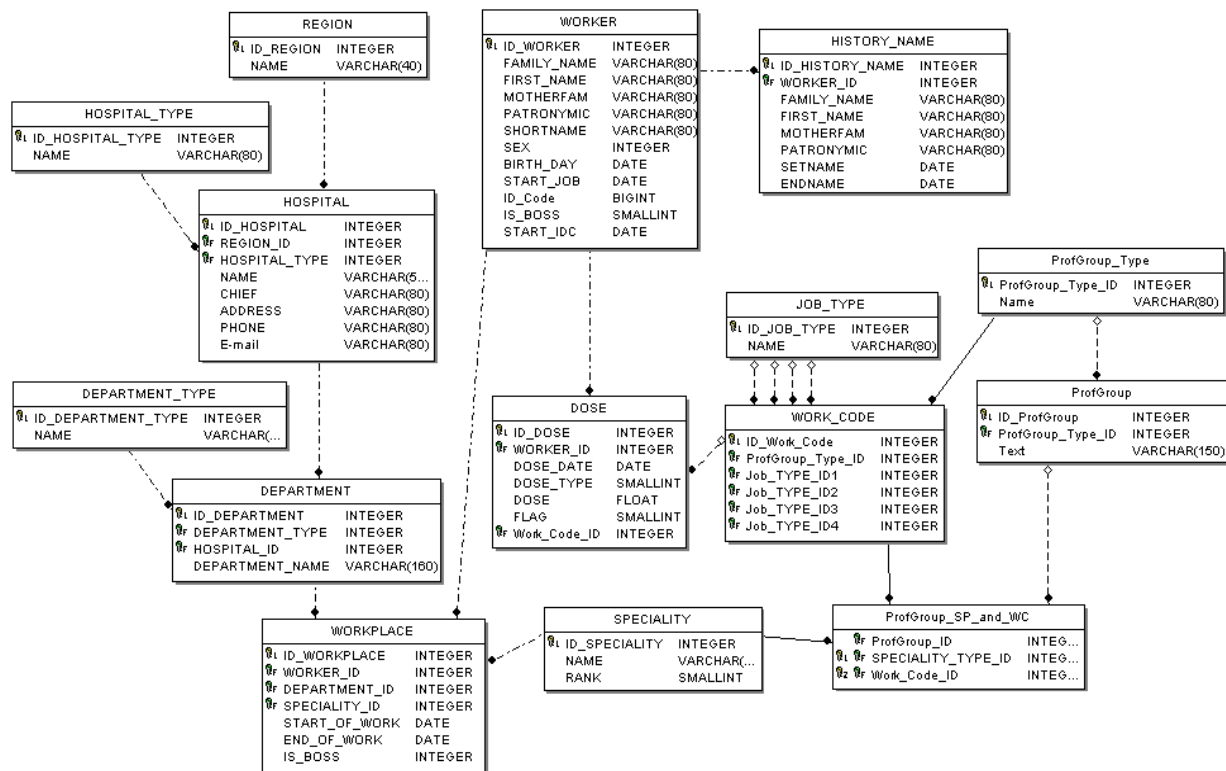 REGION
ID_REGION INTEGER
NAME VARCHAR(40)
HOSPITAL_TYPE
ID_HOSPITAL_TYPE INTEGER
NAME VARCHAR(80)
HOSPITAL
ID_HOSPITAL INTEGER
REGION_ID INTEGER
HOSPITAL_TYPE INTEGER
NAME VARCHAR(5...
CHIEF VARCHAR(80)
ADDRESS VARCHAR(80)
PHONE VARCHAR(80)
E-mail VARCHAR(80)
DEPARTMENT_TYPE
ID_DEPARTMENT_TYPE INTEGER
NAME VARCHAR(...
DEPARTMENT
ID_DEPARTMENT INTEGER
DEPARTMENT_TYPE INTEGER
HOSPITAL_ID INTEGER
DEPARTMENT_NAME VARCHAR(160)
WORKPLACE
ID_WORKPLACE INTEGER
WORKER_ID INTEGER
DEPARTMENT_ID INTEGER
SPECIALITY_ID INTEGER
START_OF_WORK DATE
END_OF_WORK DATE
IS_BOSS INTEGER
WORKER
ID_WORKER INTEGER
FAMILY_NAME VARCHAR(80)
FIRST_NAME VARCHAR(80)
MOTHERFAM VARCHAR(80)
PATRONYMIC VARCHAR(80)
SHORTNAME VARCHAR(80)
SEX INTEGER
BIRTH_DAY DATE
START_JOB DATE
ID_Code BIGINT
IS_BOSS SMALLINT
START_IDC DATE
HISTORY_NAME
ID_HISTORY_NAME INTEGER
WORKER_ID INTEGER
FAMILY_NAME VARCHAR(80)
FIRST_NAME VARCHAR(80)
MOTHERFAM VARCHAR(80)
PATRONYMIC VARCHAR(80)
SETNAME DATE
ENDNAME DATE
DOSE
ID_DOSE INTEGER
WORKER_ID INTEGER
DOSE_DATE DATE
DOSE_TYPE SMALLINT
DOSE FLOAT
FLAG SMALLINT
Work_Code_ID INTEGER
JOB_TYPE
ID_JOB_TYPE INTEGER
NAME VARCHAR(80)
WORK_CODE
ID_Work_Code INTEGER
ProfGroup_Type_ID INTEGER
Job_TYPE_ID1 INTEGER
Job_TYPE_ID2 INTEGER
Job_TYPE_ID3 INTEGER
Job_TYPE_ID4 INTEGER
ProfGroup_Type
ProfGroup_Type_ID INTEGER
Name VARCHAR(80)
ProfGroup
ID_ProfGroup INTEGER
ProfGroup_Type_ID INTEGER
Text VARCHAR(150)
SPECIALITY
ID_SPECIALITY INTEGER
NAME VARCHAR(...
RANK SMALLINT
ProfGroup_SP_and_WC
ProfGroup_ID INTEG...
SPECIALITY_TYPE_ID INTEG...
Work_Code_ID INTEG...